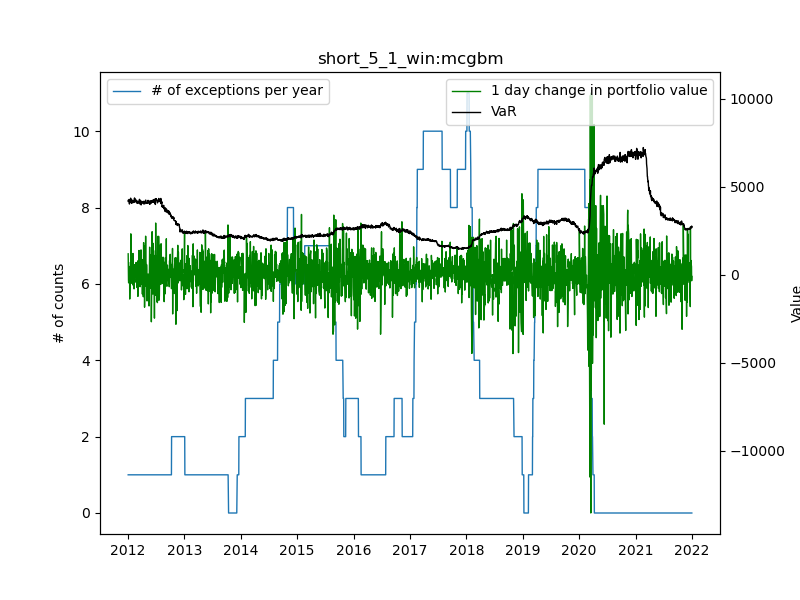 short_5_1_win:mcgbm
# of exceptions per year
1 day change in portfolio value
VaR
10
8
6
4
2
0
# of counts
10000
5000
0
−5000
−10000
Value
2012 2013 2014 2015 2016 2017 2018 2019 2020 2021 2022